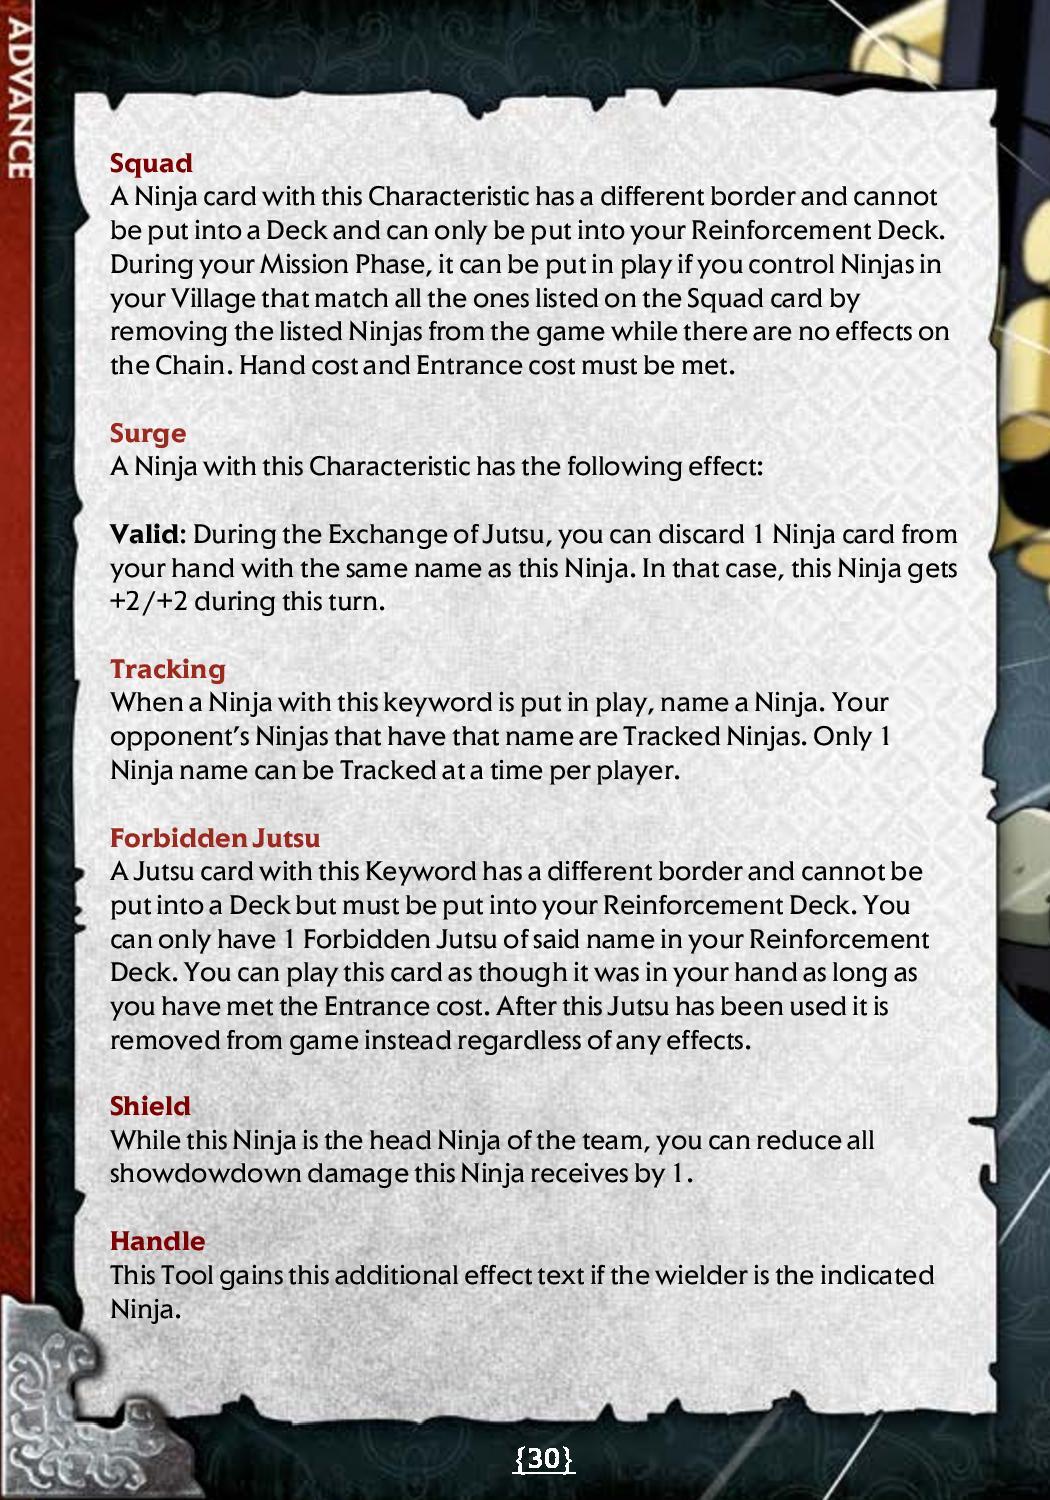 ADVANCE
Squad
A Ninja card with this Characteristic has a different border and cannot
be put into a Deck and can only be put into your Reinforcement Deck.
During your Mission Phase, it can be put in play if you control Ninjas in
your Village that match all the ones listed on the Squad card by
removing the listed Ninjas from the game while there are no effects on
the Chain. Hand cost and Entrance cost must be met.
Surge
A Ninja with this Characteristic has the following effect:
Valid: During the Exchange of Jutsu, you can discard 1 Ninja card from
your hand with the same name as this Ninja. In that case, this Ninja gets
+2/+2 during this turn.
Tracking
When a Ninja with this keyword is put in play, name a Ninja. Your
opponent's Ninjas that have that name are Tracked Ninjas. Only 1
Ninja name can be Tracked at a time per player.
Forbidden Jutsu
A Jutsu card with this Keyword has a different border and cannot be
put into a Deck but must be put into your Reinforcement Deck. You
can only have 1 Forbidden Jutsu of said name in your Reinforcement
Deck. You can play this card as though it was in your hand as long as
you have met the Entrance cost. After this Jutsu has been used it is
removed from game instead regardless of any effects.
Shield
While this Ninja is the head Ninja of the team, you can reduce all
showdowdown damage this Ninja receives by 1.
Handle
This Tool gains this additional effect text if the wielder is the indicated
Ninja.
{30}